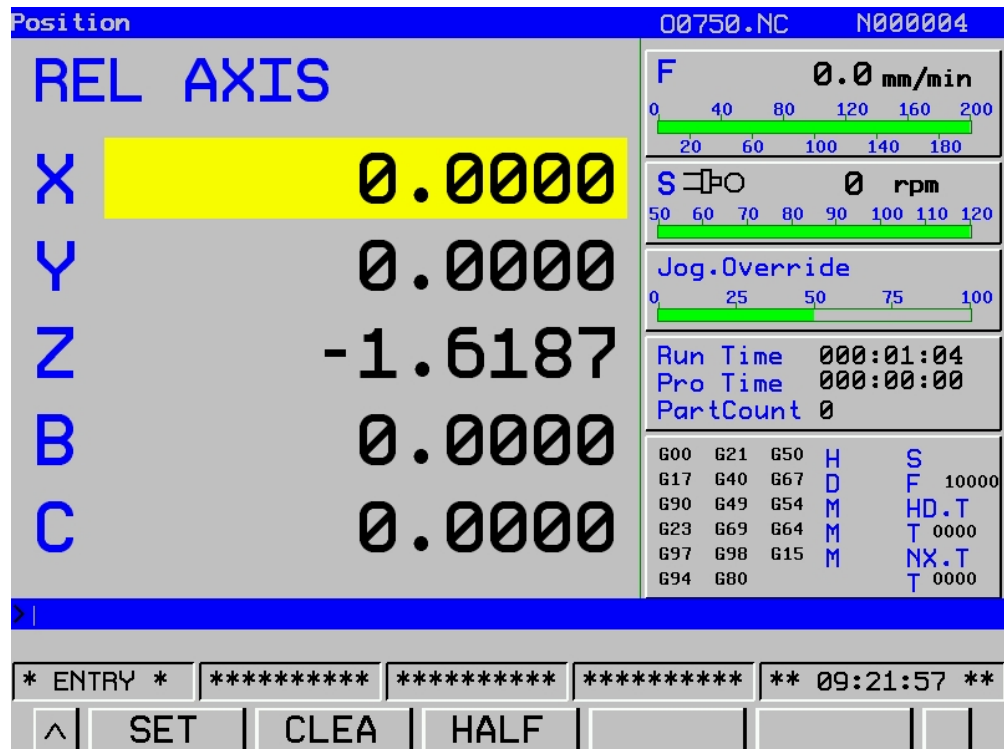 Position O0750.NC N000004
REL AXIS
X 0.0000
Y 0.0000
Z -1.6187
B 0.0000
C 0.0000
F 0.0 mm/min
0 40 80 120 160 200
20 60 100 140 180
S 0 rpm
50 60 70 80 90 100 110 120
Jog.Override
0 25 50 75 100
Run Time 000:01:04
Pro Time 000:00:00
PartCount 0
G00 G21 G50 H S
G17 G40 G67 D F 10000
G90 G49 G54 M HD.T
G23 G69 G64 M T 0000
G97 G98 G15 M NX.T
G94 G80 T 0000
>
* ENTRY * ********** ********** ********** ** 09:21:57 **
^ SET CLEA HALF